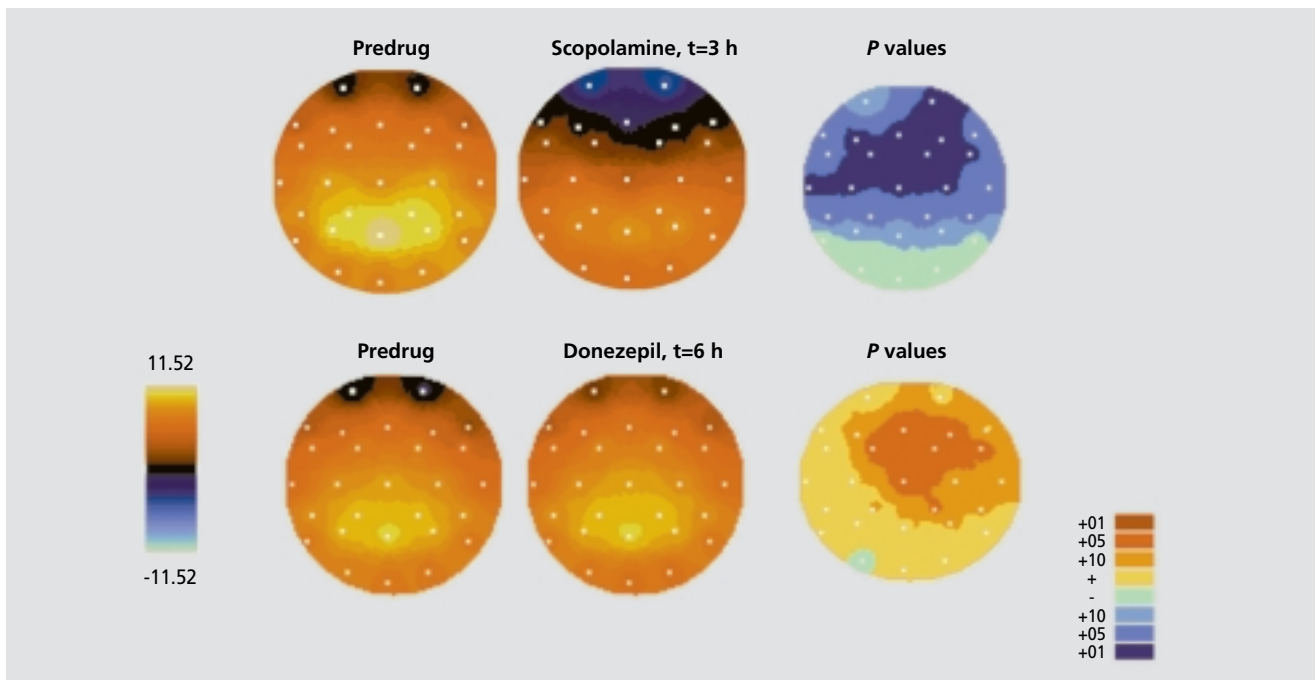 Predrug
Scopolamine, t=3 h
P values
Predrug
Donezepil, t=6 h
P values
11.52
-11.52
+01
+05
+10
+
-
+10
+05
+01